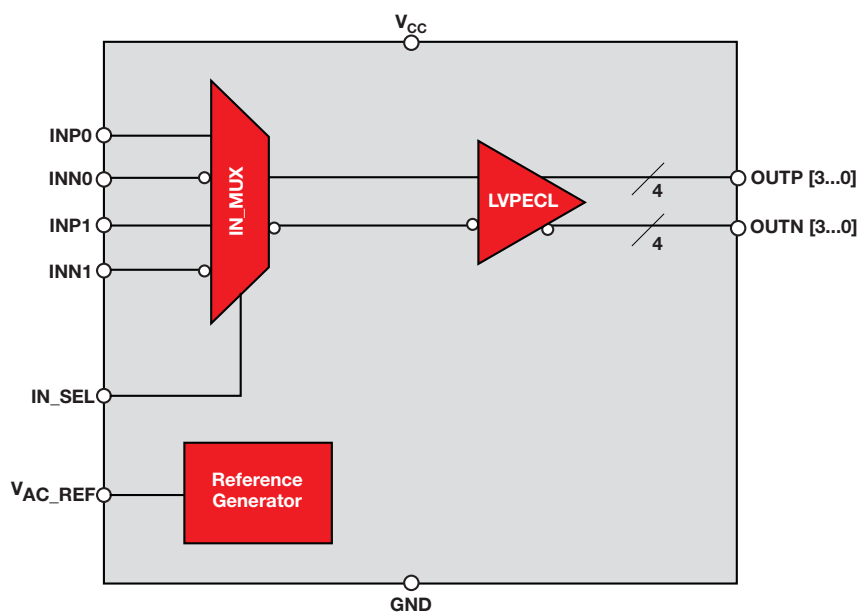 VCC
INP0
INN0
INP1
INN1
IN_MUX
LVPECL
4
OUTP [3...0]
4
OUTN [3...0]
IN_SEL
VAC_REF
Reference
Generator
GND